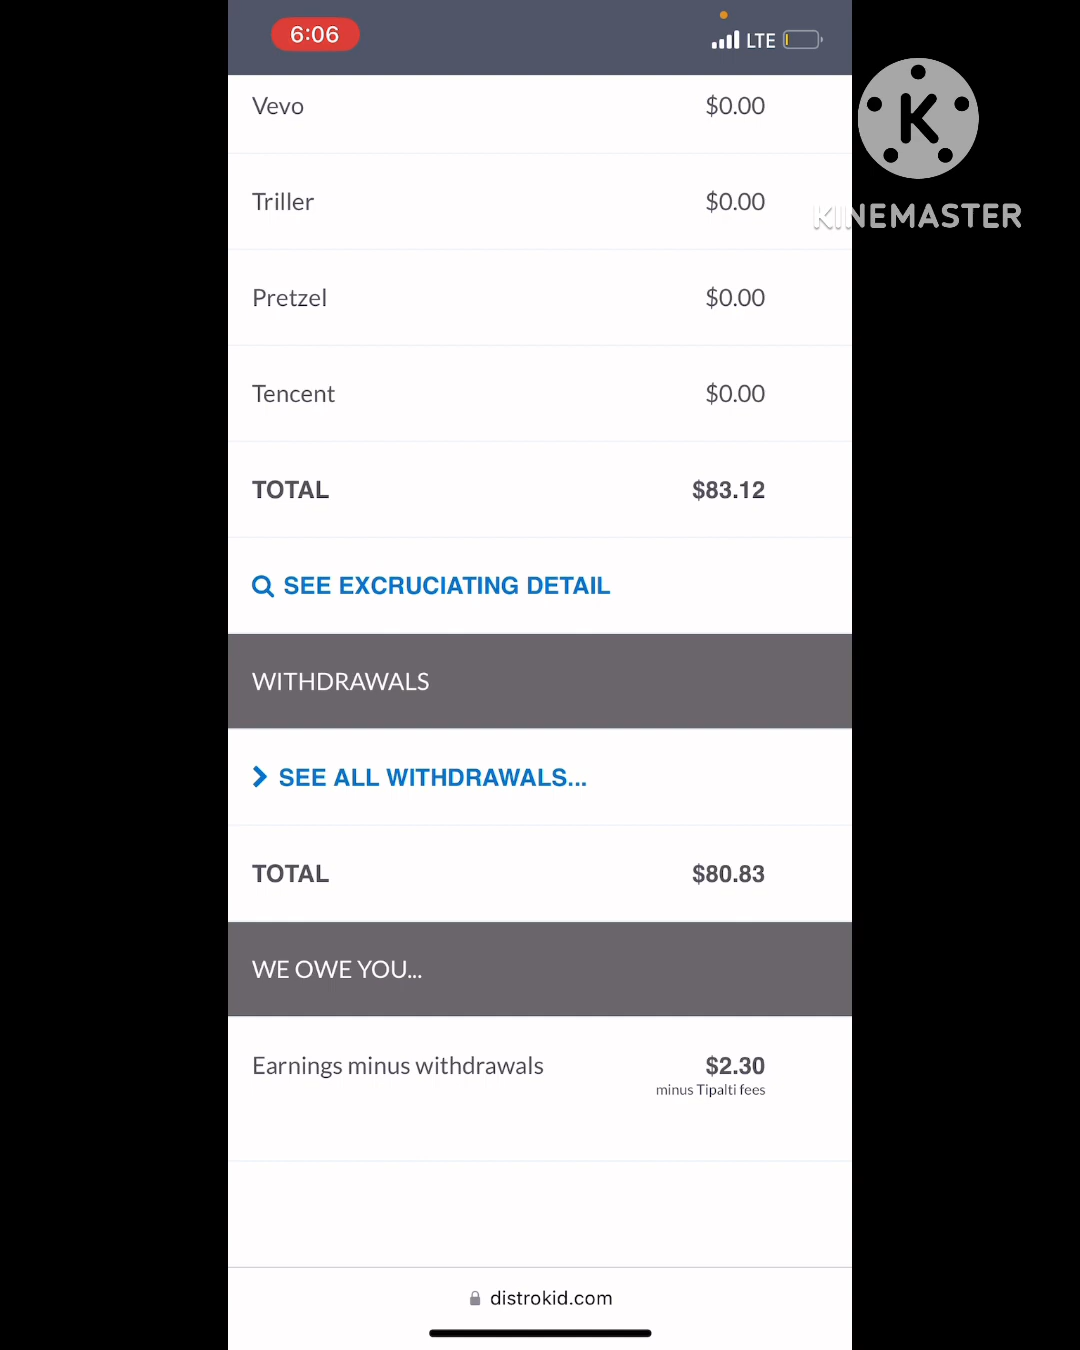 6:06
LTE
Vevo $0.00
K
Triller $0.00
KINEMASTER
Pretzel $0.00
Tencent $0.00
TOTAL $83.12
SEE EXCRUCIATING DETAIL
WITHDRAWALS
SEE ALL WITHDRAWALS...
TOTAL $80.83
WE OWE YOU...
Earnings minus withdrawals $2.30
minus Tipalti fees
distrokid.com